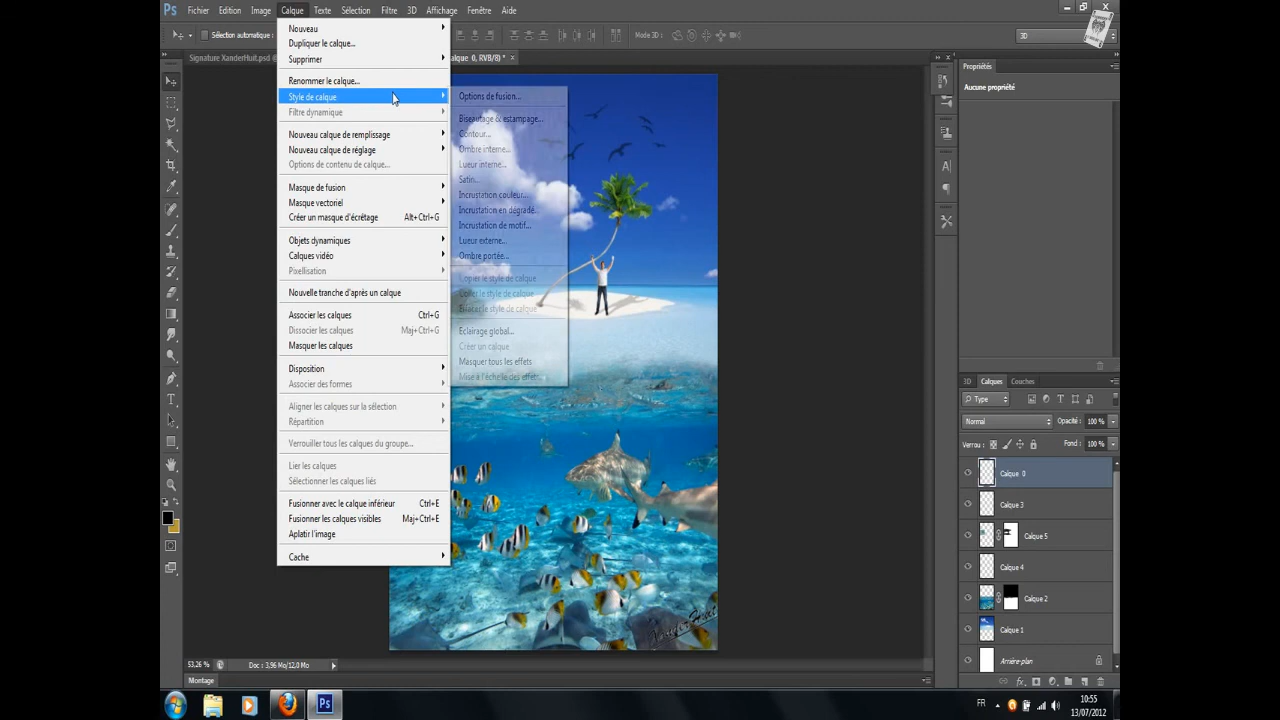 Ps Fichier Edition Image Calque Texte Sélection Filtre 3D Affichage Fenêtre Aide
Sélection automatique :
Mode 3D :
3D
Signature XanderHuit.psd @
alque 0, RVB/8) *
Nouveau
Dupliquer le calque...
Supprimer
Renommer le calque...
Style de calque
Filtre dynamique
Nouveau calque de remplissage
Nouveau calque de réglage
Options de contenu de calque...
Masque de fusion
Masque vectoriel
Créer un masque d'écrêtage Alt+Ctrl+G
Objets dynamiques
Calques vidéo
Pixellisation
Nouvelle tranche d'après un calque
Associer les calques Ctrl+G
Dissocier les calques Maj+Ctrl+G
Masquer les calques
Disposition
Associer des formes
Aligner les calques sur la sélection
Répartition
Verrouiller tous les calques du groupe...
Lier les calques
Sélectionner les calques liés
Fusionner avec le calque inférieur Ctrl+E
Fusionner les calques visibles Maj+Ctrl+E
Aplatir l'image
Cache
Options de fusion...
Biseautage & estampage...
Contour...
Ombre interne...
Lueur interne...
Satin...
Incrustation couleur...
Incrustation en dégradé...
Incrustation de motif...
Lueur externe...
Ombre portée...
Copier le style de calque
Coller le style de calque
Effacer le style de calque
Eclairage global...
Créer un calque
Masquer tous les effets
Mise à l'échelle des effets...
XanderHuit
Propriétés
Aucune propriété
3D Calques Couches
Type
Normal Opacité : 100 %
Verrou : Fond : 100 %
Calque 0
Calque 3
Calque 5
Calque 4
Calque 2
Calque 1
Arrière-plan
53,26 % Doc : 3,96 Mo/12,0 Mo
Montage
FR
10:55
13/07/2012